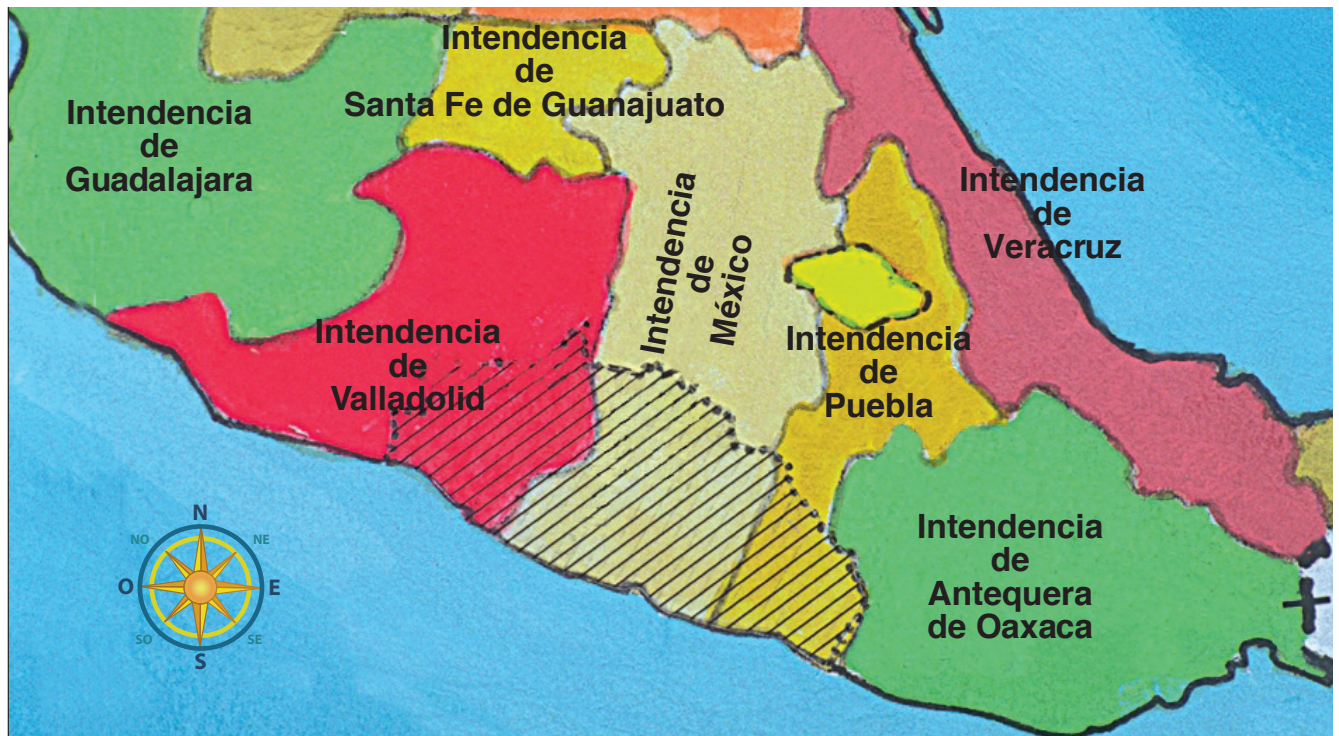 Intendencia
de
Santa Fe de Guanajuato
Intendencia
de
Guadalajara
Intendencia
de
Veracruz
Intendencia
de
México
Intendencia
de
Valladolid
Intendencia
de
Puebla
Intendencia
de
Antequera
de Oaxaca
N
NO
NE
O
E
SO
SE
S